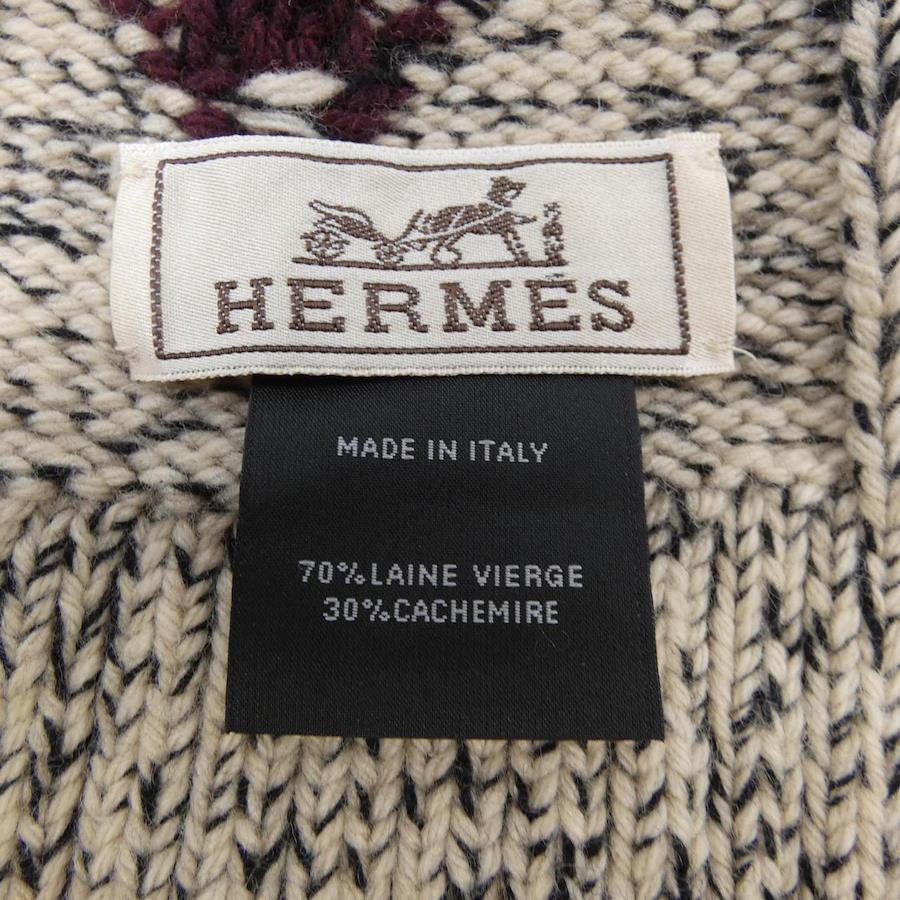 HERMÈS
MADE IN ITALY
70%LAINE VIERGE
30%CACHEMIRE